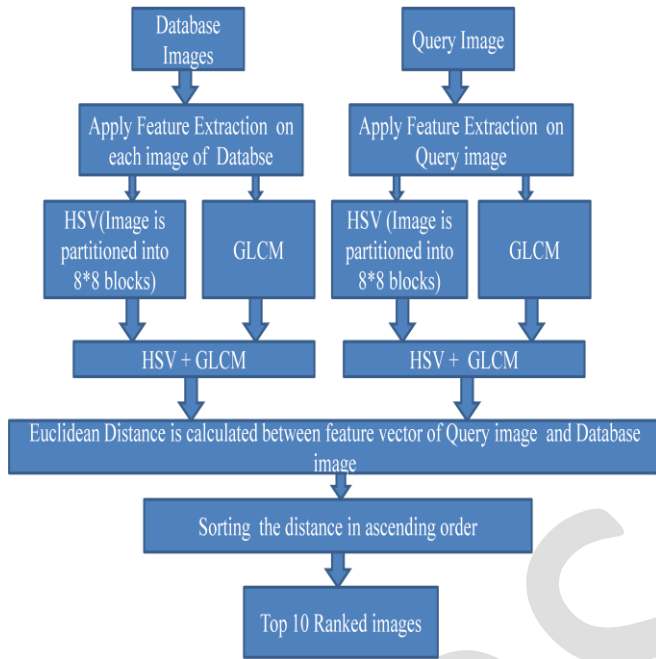 Database
Images
Query Image
Apply Feature Extraction on
each image of Databse
Apply Feature Extraction on
Query image
HSV(Image is
partitioned into
8*8 blocks)
GLCM
HSV (Image is
partitioned into
8*8 blocks)
GLCM
HSV + GLCM
HSV + GLCM
Euclidean Distance is calculated between feature vector of Query image and Database
image
Sorting the distance in ascending order
Top 10 Ranked images